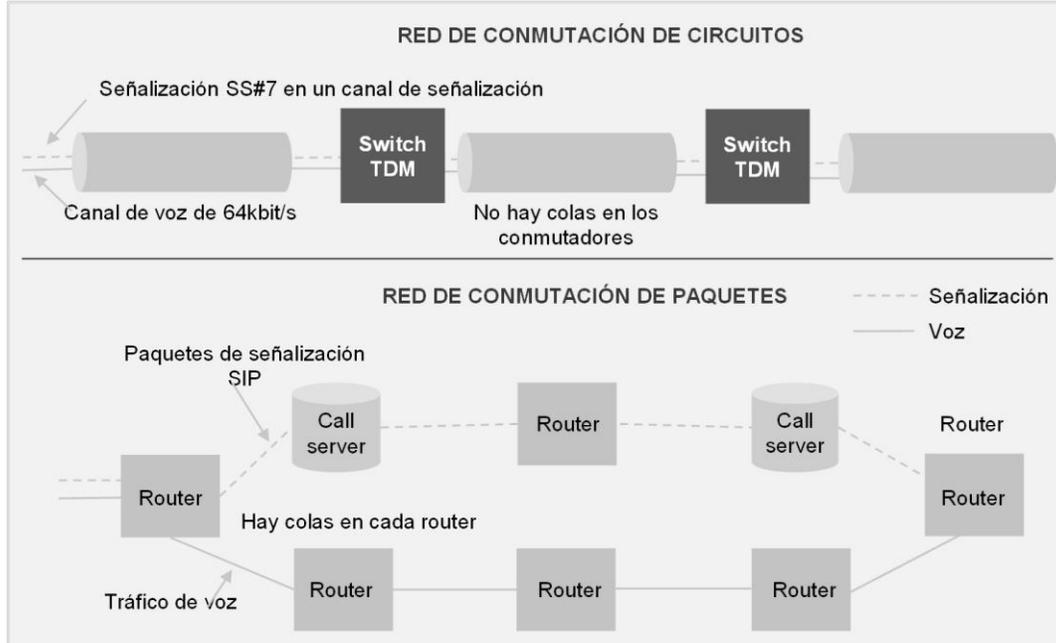 RED DE CONMUTACIÓN DE CIRCUITOS
Señalización SS#7 en un canal de señalización
Switch
TDM
Switch
TDM
Canal de voz de 64kbit/s
No hay colas en los
conmutadores
RED DE CONMUTACIÓN DE PAQUETES
Señalización
Voz
Paquetes de señalización
SIP
Call
server
Router
Call
server
Router
Router
Router
Hay colas en cada router
Router
Router
Router
Tráfico de voz